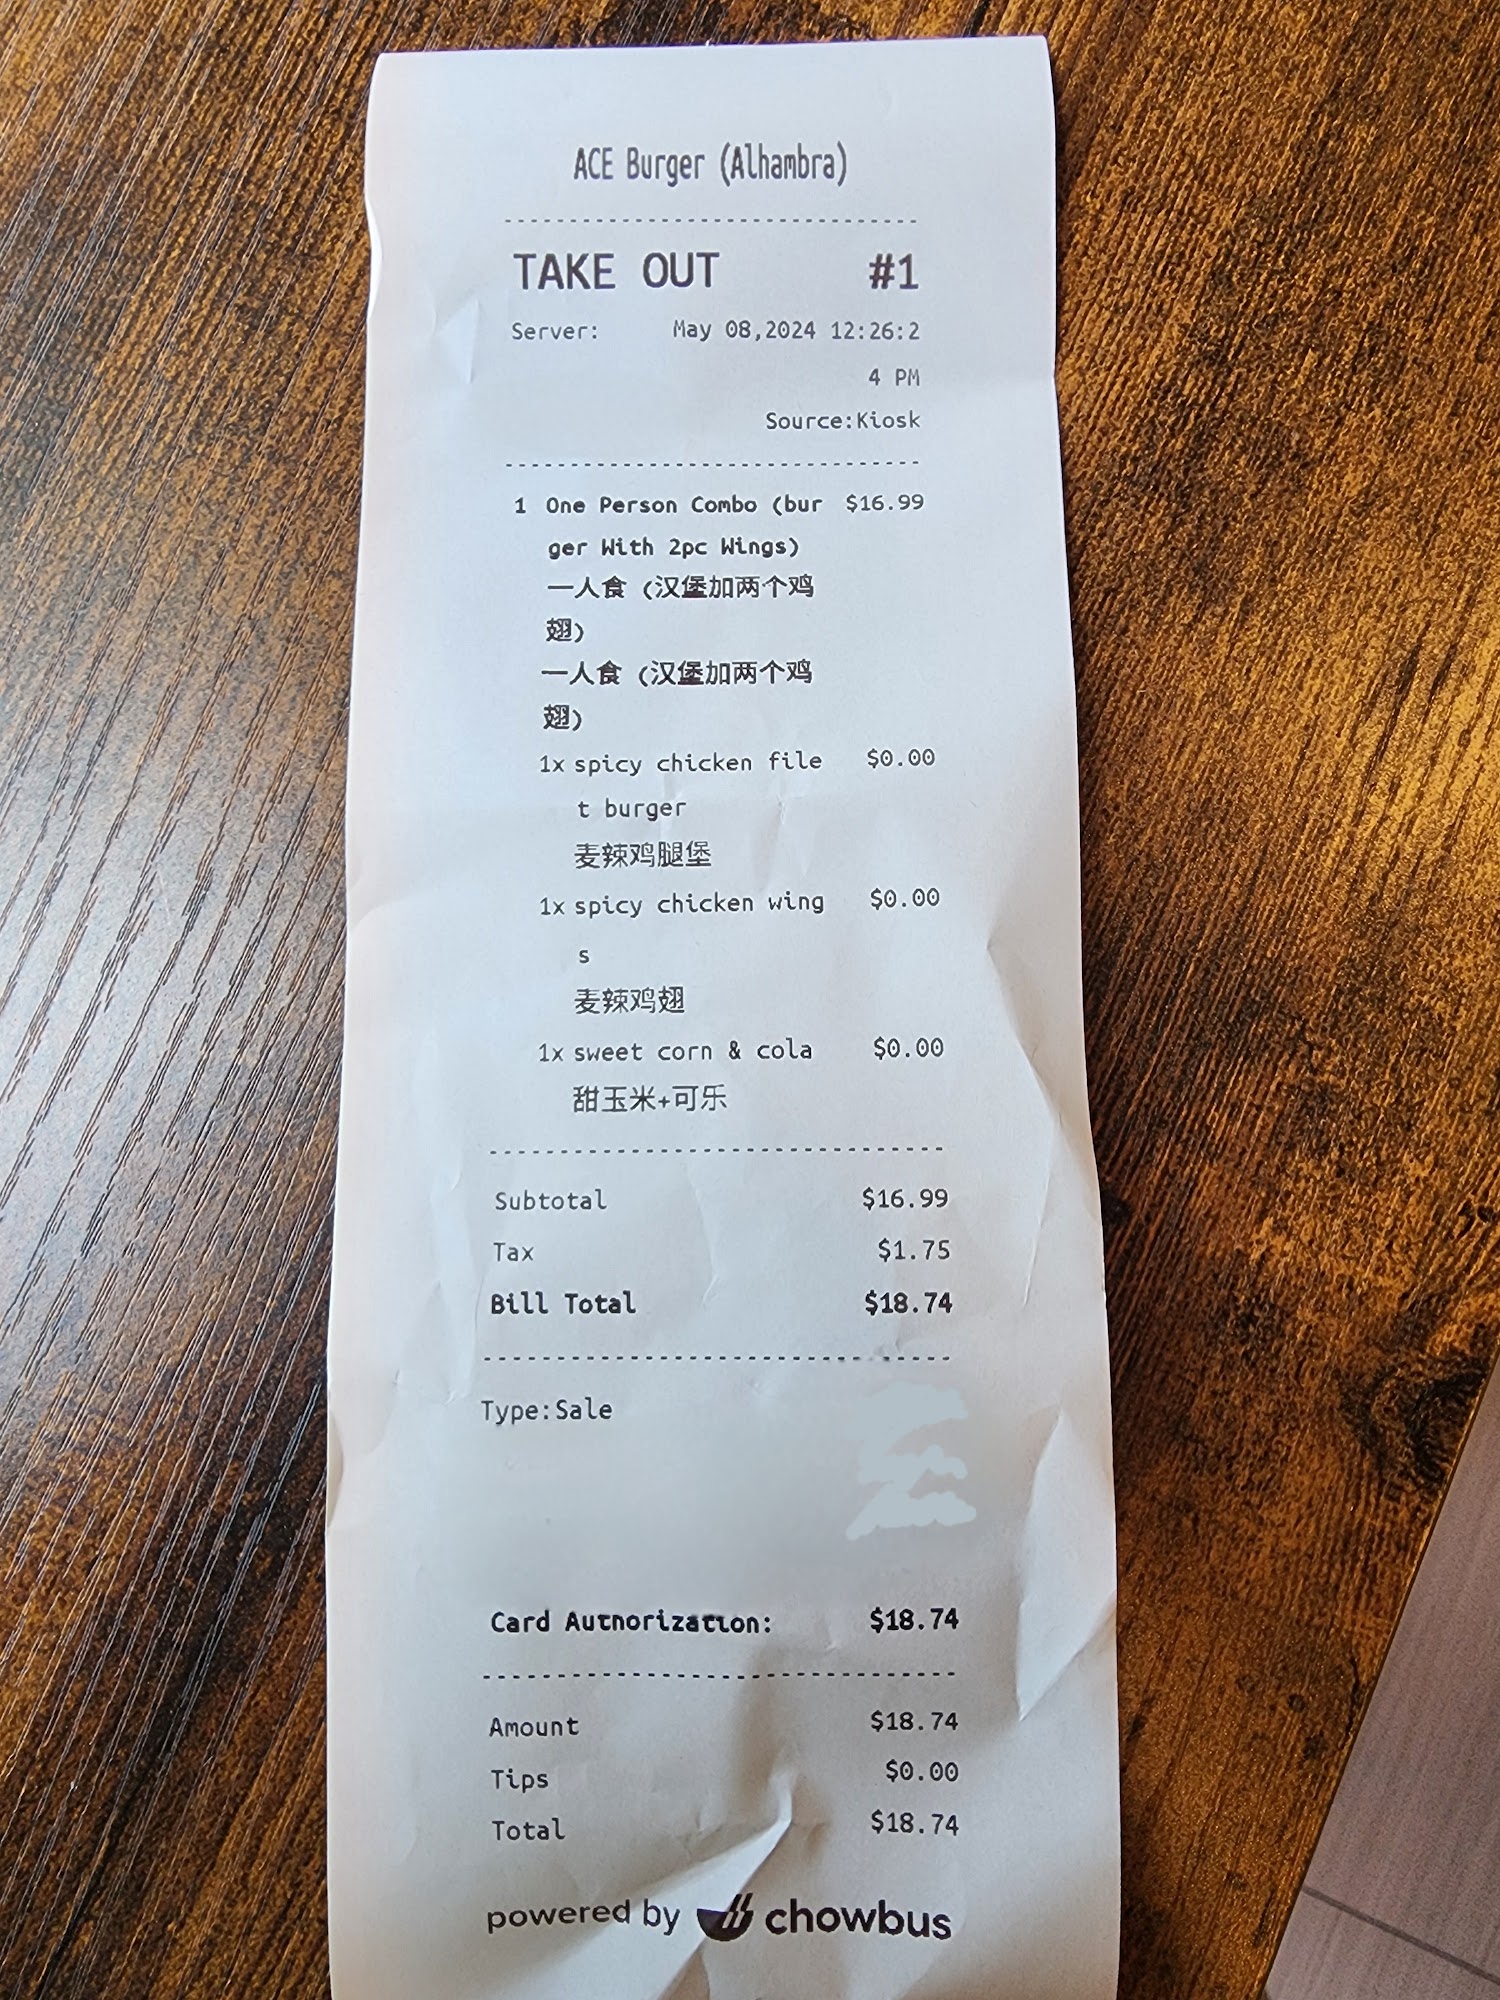 ACE Burger (Alhambra)
TAKE OUT #1
Server: May 08,2024 12:26:2
4 PM
Source:Kiosk
1 One Person Combo (bur $16.99
ger With 2pc Wings)
一人食 (汉堡加两个鸡
翅)
一人食 (汉堡加两个鸡
翅)
1x spicy chicken file $0.00
t burger
麦辣鸡腿堡
1x spicy chicken wing $0.00
s
麦辣鸡翅
1x sweet corn & cola $0.00
甜玉米+可乐
Subtotal $16.99
Tax $1.75
Bill Total $18.74
Type:Sale
Card Authorization: $18.74
Amount $18.74
Tips $0.00
Total $18.74
powered by chowbus